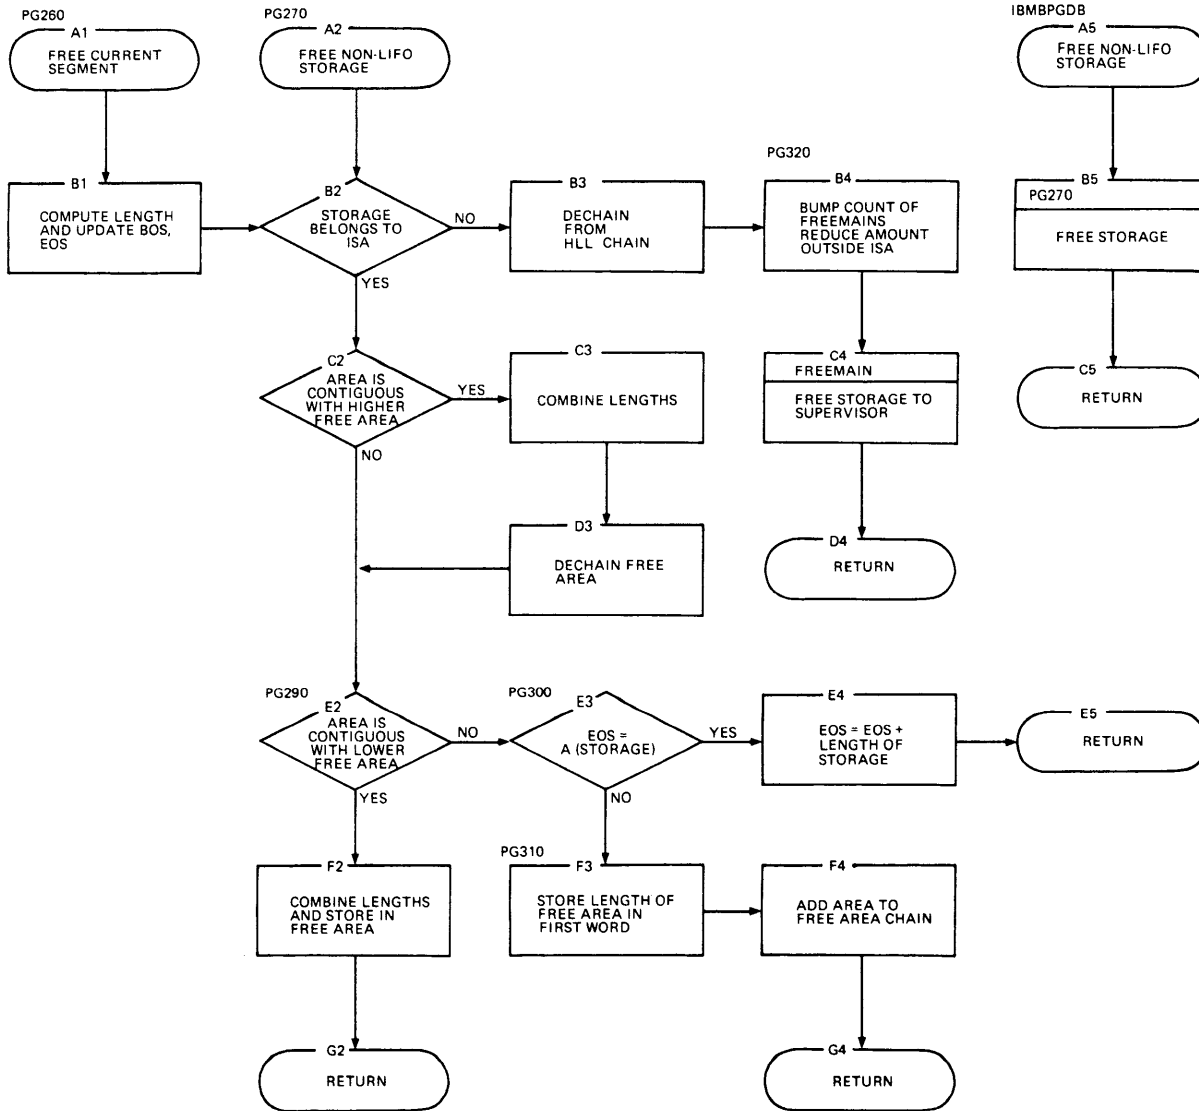 PG260
A1
FREE CURRENT
SEGMENT
PG270
A2
FREE NON-LIFO
STORAGE
IBMBPGDB
A5
FREE NON-LIFO
STORAGE
B1
COMPUTE LENGTH
AND UPDATE BOS,
EOS
B2
STORAGE
BELONGS TO
ISA
NO
YES
B3
DECHAIN
FROM
HLL CHAIN
PG320
B4
BUMP COUNT OF
FREEMAINS
REDUCE AMOUNT
OUTSIDE ISA
B5
PG270
FREE STORAGE
C2
AREA IS
CONTIGUOUS
WITH HIGHER
FREE AREA
YES
NO
C3
COMBINE LENGTHS
C4
FREEMAIN
FREE STORAGE TO
SUPERVISOR
C5
RETURN
D3
DECHAIN FREE
AREA
D4
RETURN
PG290
E2
AREA IS
CONTIGUOUS
WITH LOWER
FREE AREA
NO
YES
PG300
E3
EOS =
A (STORAGE)
YES
NO
E4
EOS = EOS +
LENGTH OF
STORAGE
E5
RETURN
F2
COMBINE LENGTHS
AND STORE IN
FREE AREA
PG310
F3
STORE LENGTH OF
FREE AREA IN
FIRST WORD
F4
ADD AREA TO
FREE AREA CHAIN
G2
RETURN
G4
RETURN